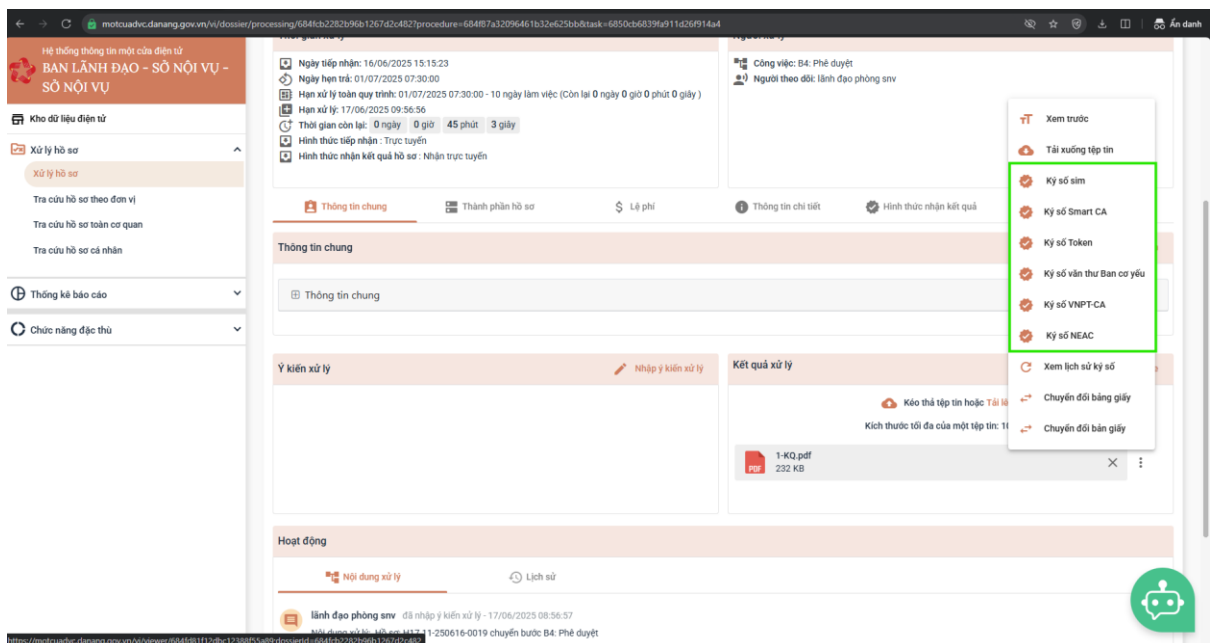 motcuadvc.danang.gov.vn/vi/dossier/processing/684fcb2282b96b1267d2c482?procedure=684f87a32096461b32e625bb&task=6850cb6839fa911d26f914a4
Ẩn danh
Hệ thống thông tin một cửa điện tử
BAN LÃNH ĐẠO - SỞ NỘI VỤ -
SỞ NỘI VỤ
Kho dữ liệu điện tử
Xử lý hồ sơ
Xử lý hồ sơ
Tra cứu hồ sơ theo đơn vị
Tra cứu hồ sơ toàn cơ quan
Tra cứu hồ sơ cá nhân
Thống kê báo cáo
Chức năng đặc thù
Ngày tiếp nhận: 16/06/2025 15:15:23
Ngày hẹn trả: 01/07/2025 07:30:00
Hạn xử lý toàn quy trình: 01/07/2025 07:30:00 - 10 ngày làm việc (Còn lại 0 ngày 0 giờ 0 phút 0 giây )
Hạn xử lý: 17/06/2025 09:56:56
Thời gian còn lại: 0 ngày 0 giờ 45 phút 3 giây
Hình thức tiếp nhận : Trực tuyến
Hình thức nhận kết quả hồ sơ : Nhận trực tuyến
Công việc: B4: Phê duyệt
Người theo dõi: lãnh đạo phòng snv
Thông tin chung
Thành phần hồ sơ
Lệ phí
Thông tin chi tiết
Hình thức nhận kết quả
Thông tin chung
Thông tin chung
Ý kiến xử lý
Nhập ý kiến xử lý
Kết quả xử lý
Kéo thả tệp tin hoặc Tải
Kích thước tối đa của một tệp tin:
PDF
1-KQ.pdf
232 KB
Xem trước
Tải xuống tệp tin
Ký số sim
Ký số Smart CA
Ký số Token
Ký số văn thư Ban cơ yếu
Ký số VNPT-CA
Ký số NEAC
Xem lịch sử ký số
Chuyển đổi bảng giấy
Chuyển đổi bản giấy
Hoạt động
Nội dung xử lý
Lịch sử
lãnh đạo phòng snv đã nhập ý kiến xử lý - 17/06/2025 08:56:57
Nội dung xử lý: Hồ sơ H17.11-250616-0019 chuyển bước B4: Phê duyệt